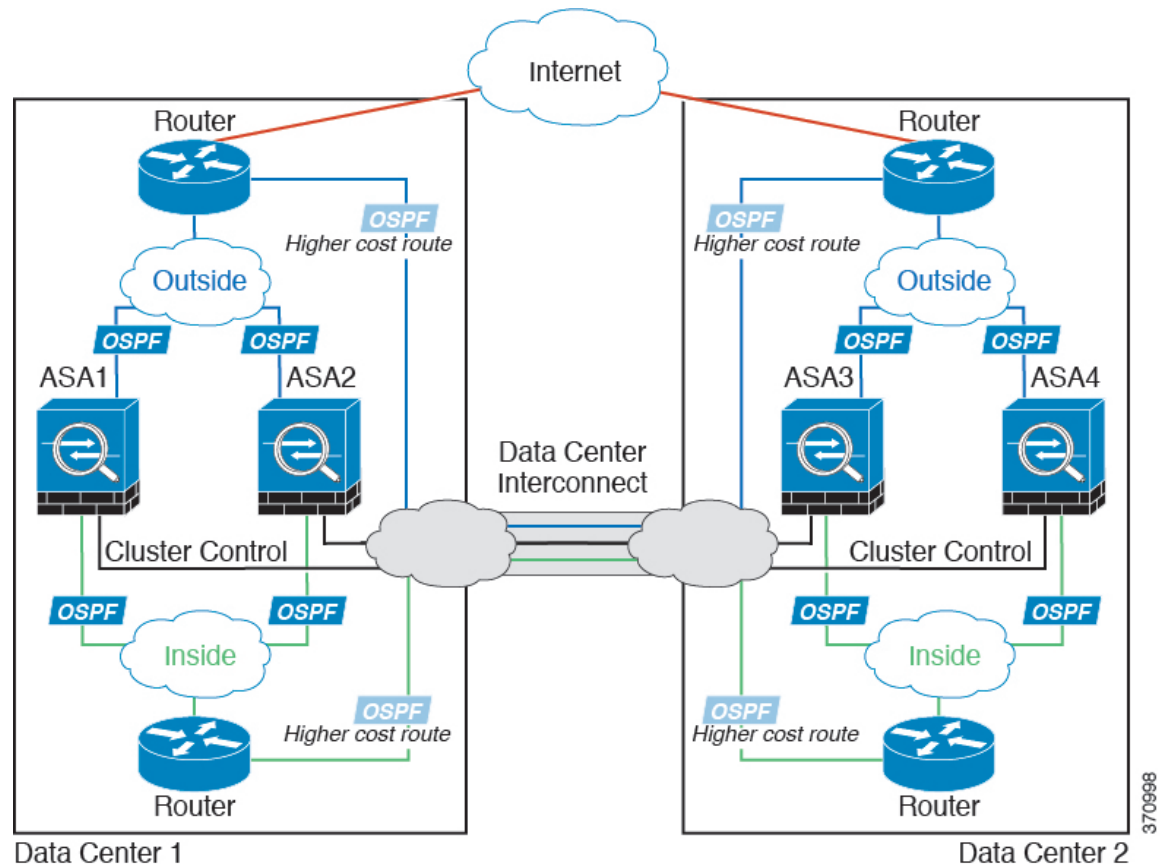 Internet
Router
Router
OSPF
Higher cost route
OSPF
Higher cost route
Outside
Outside
OSPF
OSPF
OSPF
OSPF
ASA1
ASA2
ASA3
ASA4
Data Center
Interconnect
Cluster Control
Cluster Control
OSPF
OSPF
OSPF
OSPF
Inside
Inside
OSPF
Higher cost route
OSPF
Higher cost route
Router
Router
370998
Data Center 1
Data Center 2